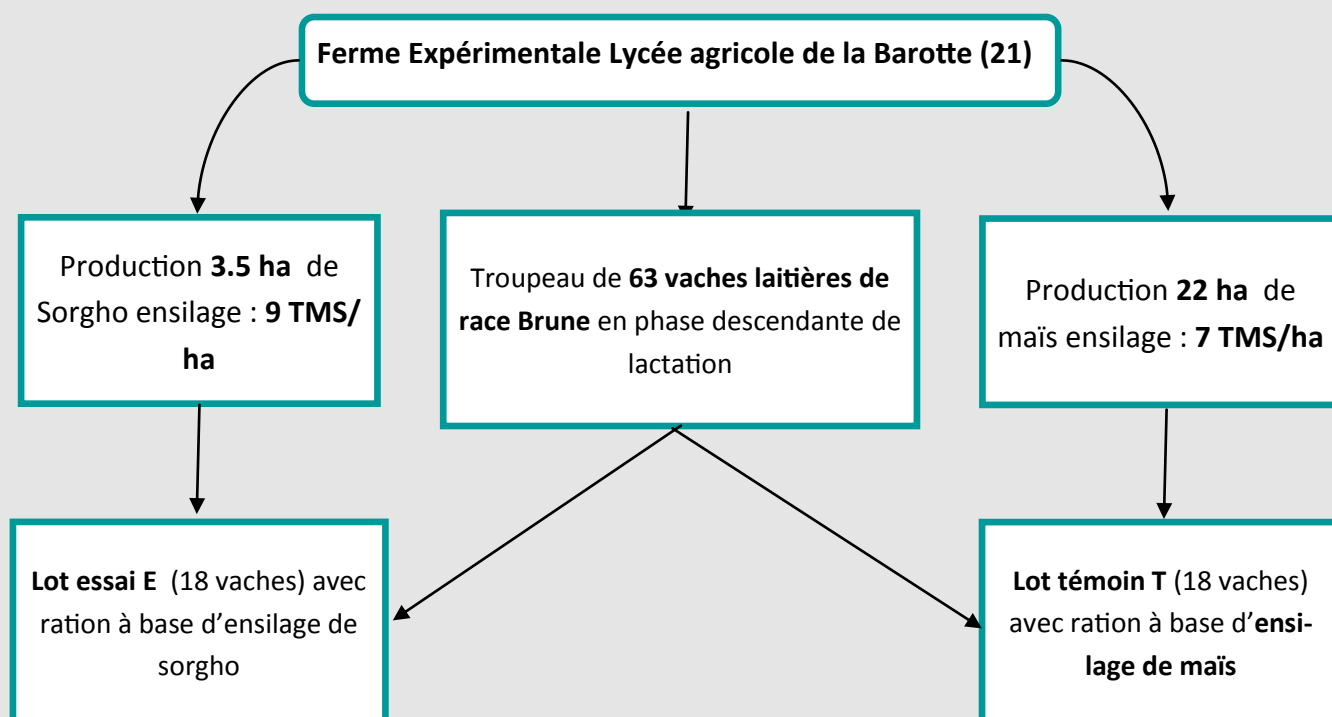 Ferme Expérimentale Lycée agricole de la Barotte (21)
Production 3.5 ha de
Sorgho ensilage : 9 TMS/
ha
Troupeau de 63 vaches laitières de
race Brune en phase descendante de
lactation
Production 22 ha de
maïs ensilage : 7 TMS/ha
Lot essai E (18 vaches) avec
ration à base d’ensilage de
sorgho
Lot témoin T (18 vaches)
avec ration à base d’ensi-
lage de maïs